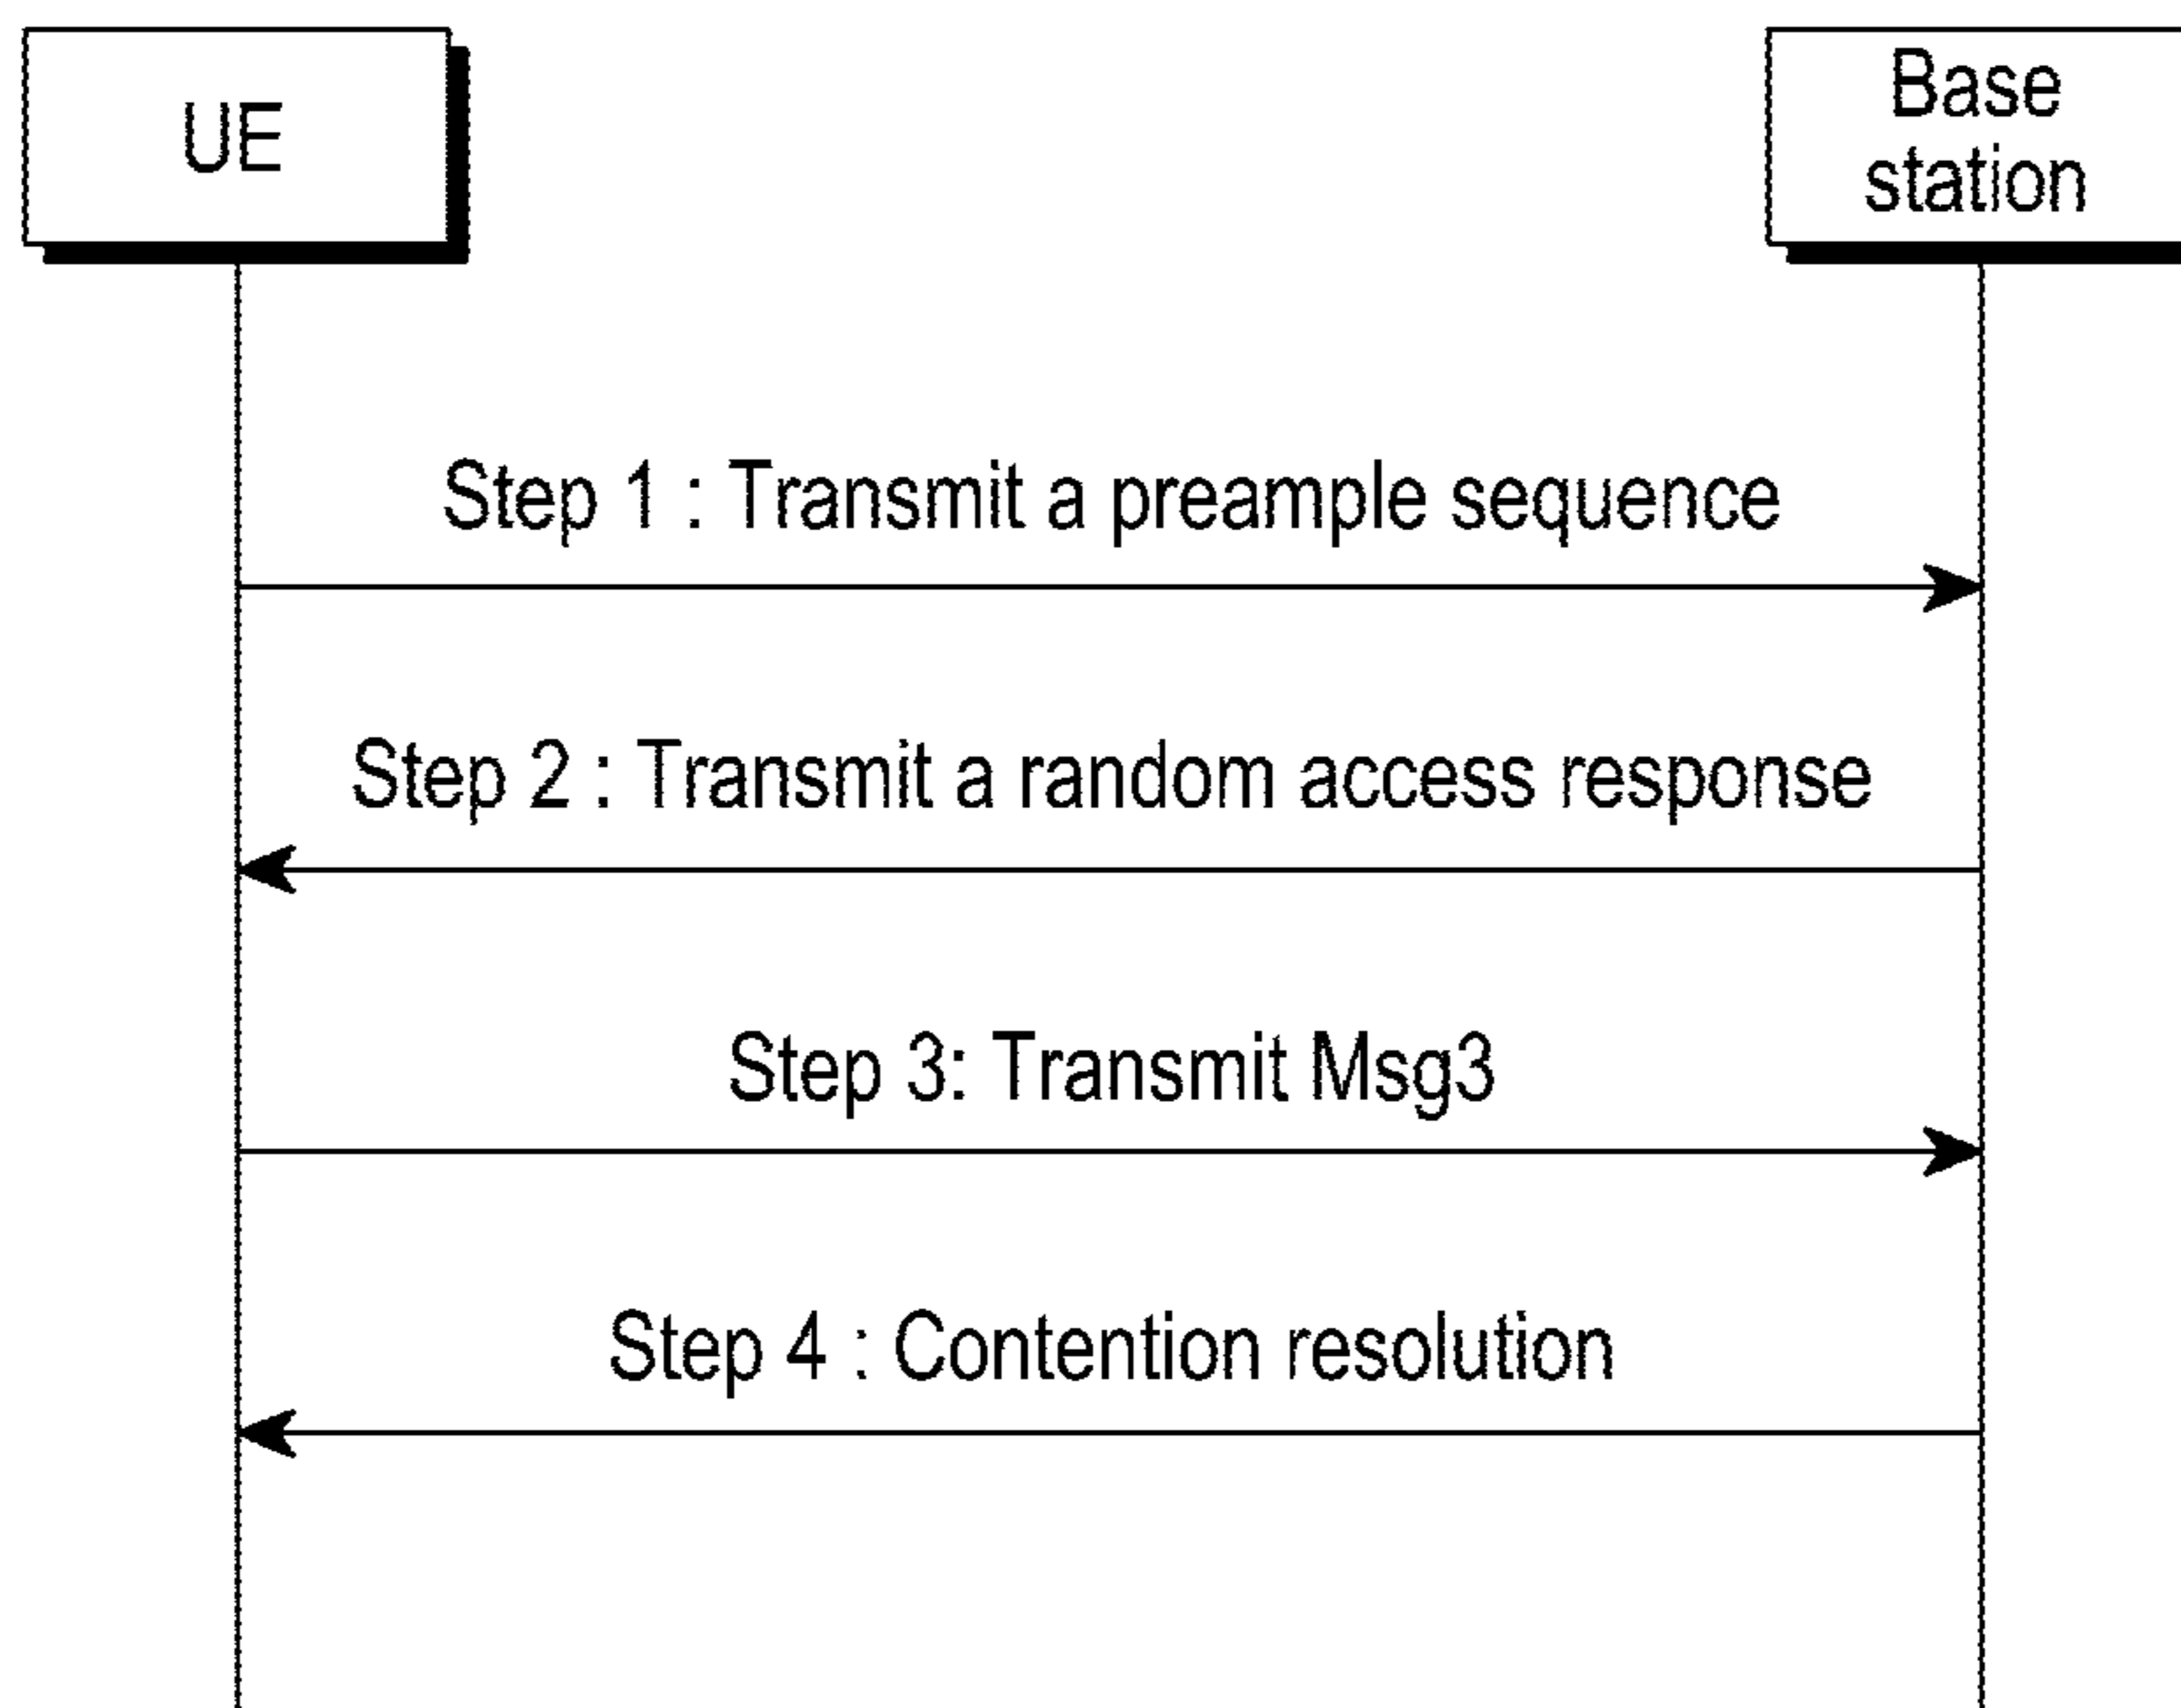 UE
Base
station
Step 1 : Transmit a preample sequence
Step 2 : Transmit a random access response
Step 3: Transmit Msg3
Step 4 : Contention resolution